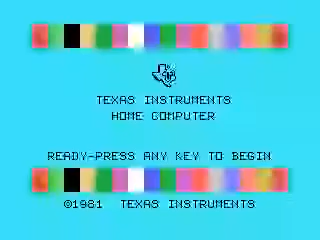 TEXAS INSTRUMENTS
HOME COMPUTER
READY-PRESS ANY KEY TO BEGIN
©1981 TEXAS INSTRUMENTS